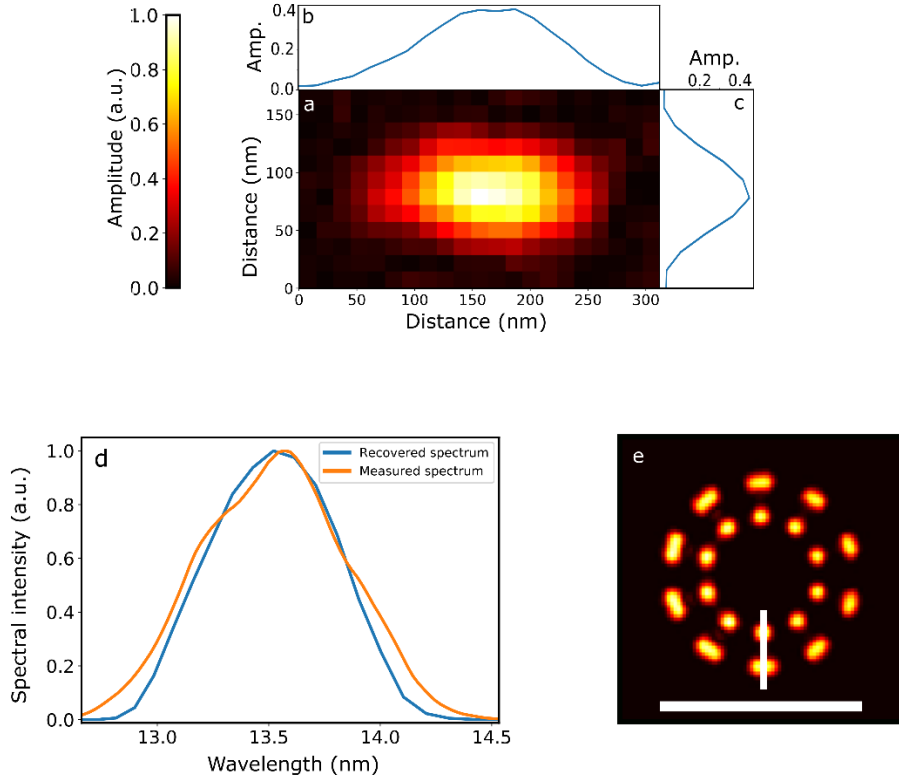 1.0
0.8
0.6
0.4
0.2
0.0
Amplitude (a.u.)
b
0.4
0.2
0.0
Amp.
Amp.
0.2 0.4
a
c
150
100
50
0
Distance (nm)
0 50 100 150 200 250 300
Distance (nm)
d
Recovered spectrum
Measured spectrum
1.0
0.8
0.6
0.4
0.2
0.0
Spectral intensity (a.u.)
13.0 13.5 14.0 14.5
Wavelength (nm)
e